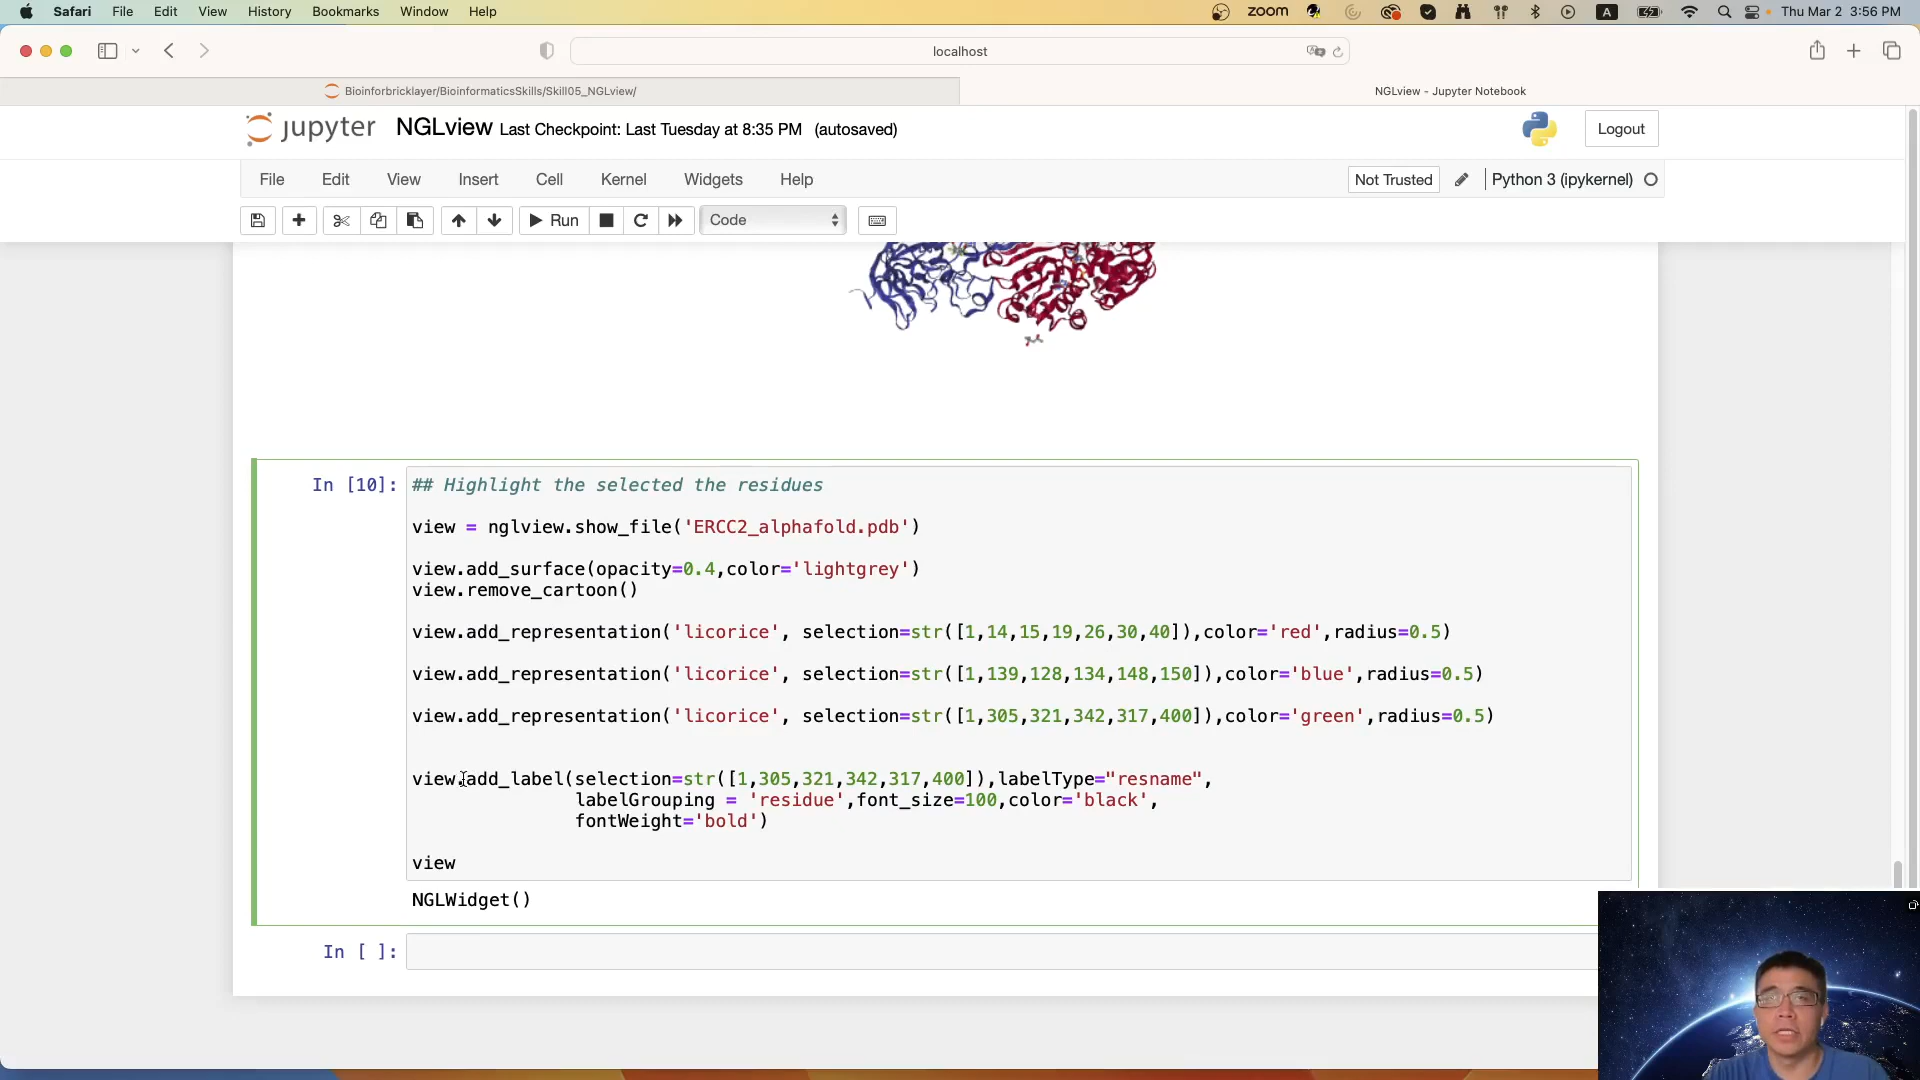 Safari File Edit View History Bookmarks Window Help zoom A Thu Mar 2 3:56 PM
localhost
Bioinforbricklayer/BioinformaticsSkills/Skill05_NGLview/ NGLview - Jupyter Notebook
jupyter NGLview Last Checkpoint: Last Tuesday at 8:35 PM (autosaved) Logout
File Edit View Insert Cell Kernel Widgets Help Not Trusted Python 3 (ipykernel)
Run Code
In [10]: ## Highlight the selected the residues
view = nglview.show_file('ERCC2_alphafold.pdb')
view.add_surface(opacity=0.4,color='lightgrey')
view.remove_cartoon()
view.add_representation('licorice', selection=str([1,14,15,19,26,30,40]),color='red',radius=0.5)
view.add_representation('licorice', selection=str([1,139,128,134,148,150]),color='blue',radius=0.5)
view.add_representation('licorice', selection=str([1,305,321,342,317,400]),color='green',radius=0.5)
view.add_label(selection=str([1,305,321,342,317,400]),labelType="resname",
labelGrouping = 'residue',font_size=100,color='black',
fontWeight='bold')
view
NGLWidget()
In [ ]: